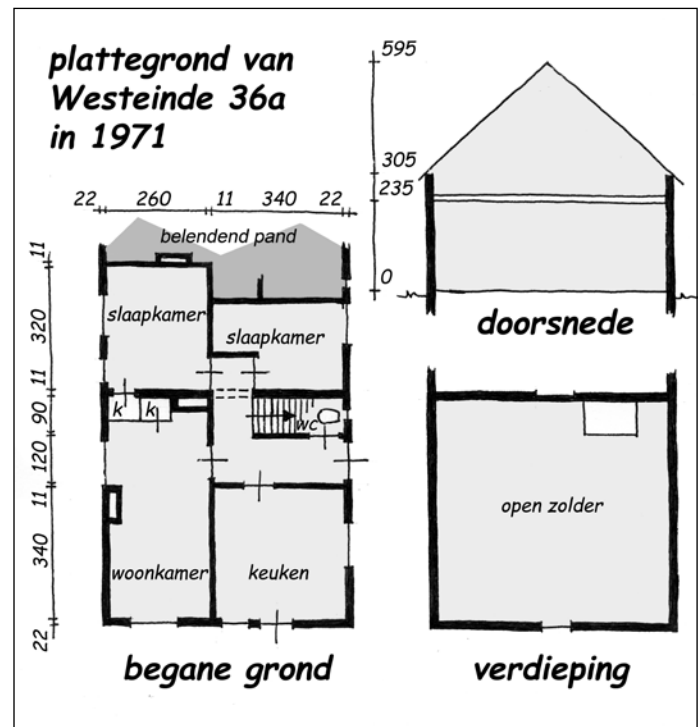 plattegrond van
Westeinde 36a
in 1971
595
305
235
0
doorsnede
22 260 11 340 22
belendend pand
11
320
11
90
120
11
340
22
slaapkamer
slaapkamer
k k
wc
woonkamer
keuken
begane grond
open zolder
verdieping